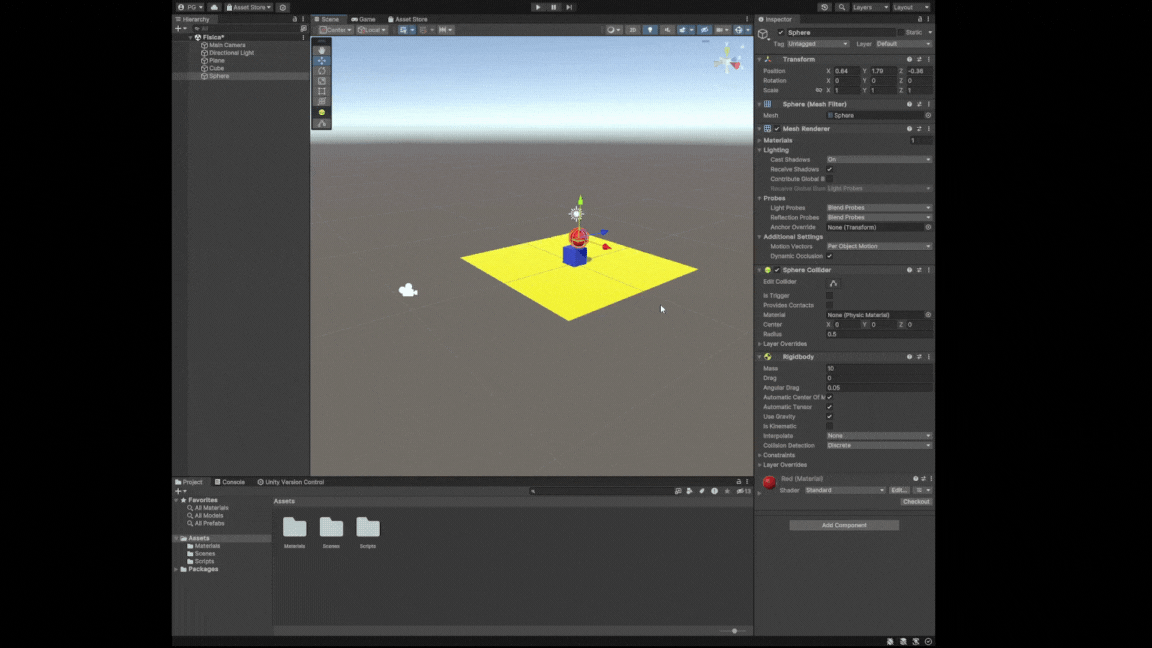 PG Asset Store Layers Layout
Hierarchy
All
Fisica*
Main Camera
Directional Light
Plane
Cube
Sphere
Scene Game Asset Store
Center Local 2D
Inspector
Sphere Static
Tag Untagged Layer Default
Transform
Position X 0.64 Y 1.79 Z -0.36
Rotation X 0 Y 0 Z 0
Scale X 1 Y 1 Z 1
Sphere (Mesh Filter)
Mesh Sphere
Mesh Renderer
Materials 1
Lighting
Cast Shadows On
Receive Shadows
Contribute Global Il
Receive Global Illum Light Probes
Probes
Light Probes Blend Probes
Reflection Probes Blend Probes
Anchor Override None (Transform)
Additional Settings
Motion Vectors Per Object Motion
Dynamic Occlusion
Sphere Collider
Edit Collider
Is Trigger
Provides Contacts
Material None (Physic Material)
Center X 0 Y 0 Z 0
Radius 0.5
Layer Overrides
Rigidbody
Mass 10
Drag 0
Angular Drag 0.05
Automatic Center Of M
Automatic Tensor
Use Gravity
Is Kinematic
Interpolate None
Collision Detection Discrete
Constraints
Layer Overrides
Red (Material)
Shader Standard Edit...
Checkout
Add Component
Project Console Unity Version Control
13
Favorites
All Materials
All Models
All Prefabs
Assets
Materials
Scenes
Scripts
Packages
Assets
Materials Scenes Scripts